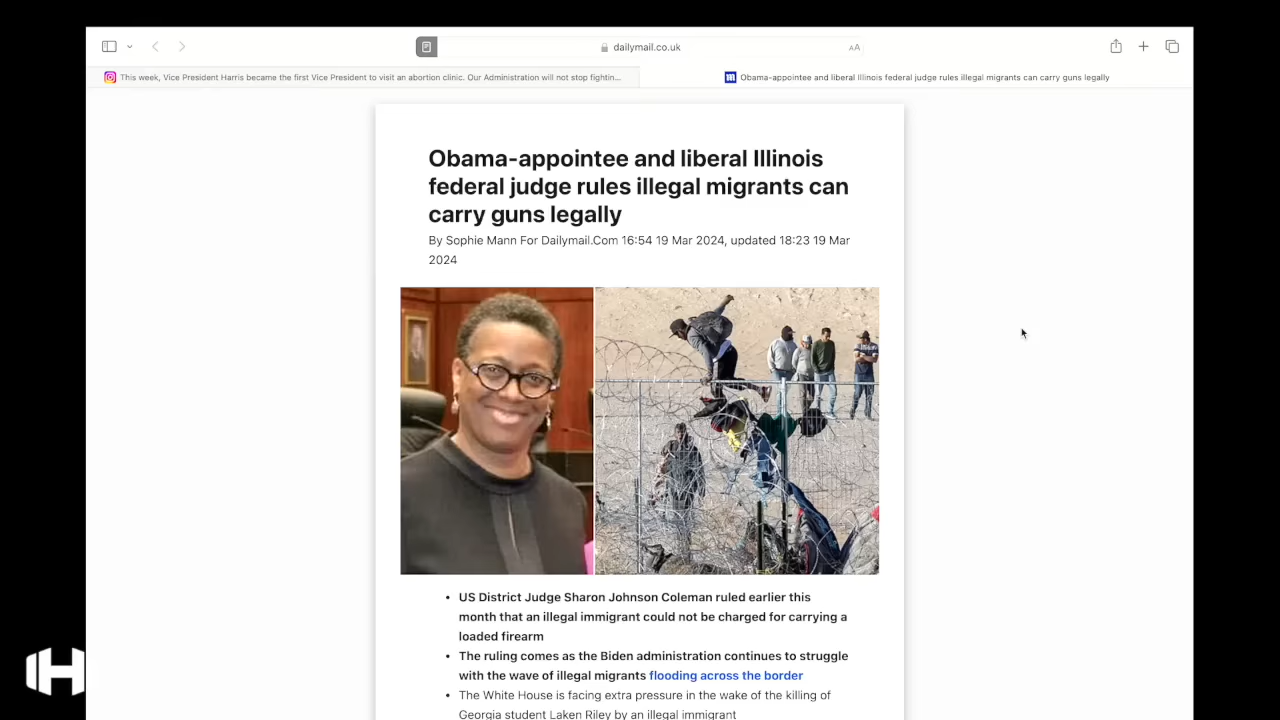 dailymail.co.uk
AA
This week, Vice President Harris became the first Vice President to visit an abortion clinic. Our Administration will not stop fightin...
Obama-appointee and liberal Illinois federal judge rules illegal migrants can carry guns legally
Obama-appointee and liberal Illinois
federal judge rules illegal migrants can
carry guns legally
By Sophie Mann For Dailymail.Com 16:54 19 Mar 2024, updated 18:23 19 Mar
2024
• US District Judge Sharon Johnson Coleman ruled earlier this
month that an illegal immigrant could not be charged for carrying a
loaded firearm
• The ruling comes as the Biden administration continues to struggle
with the wave of illegal migrants flooding across the border
• The White House is facing extra pressure in the wake of the killing of
Georgia student Laken Riley by an illegal immigrant
H